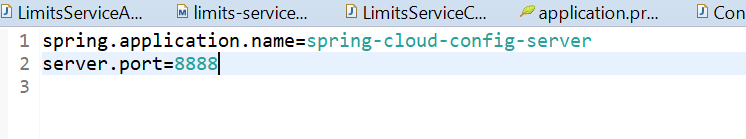 LimitsServiceA... limits-service... LimitsServiceC... application.pr... Con
1 spring.application.name=spring-cloud-config-server
2 server.port=8888
3